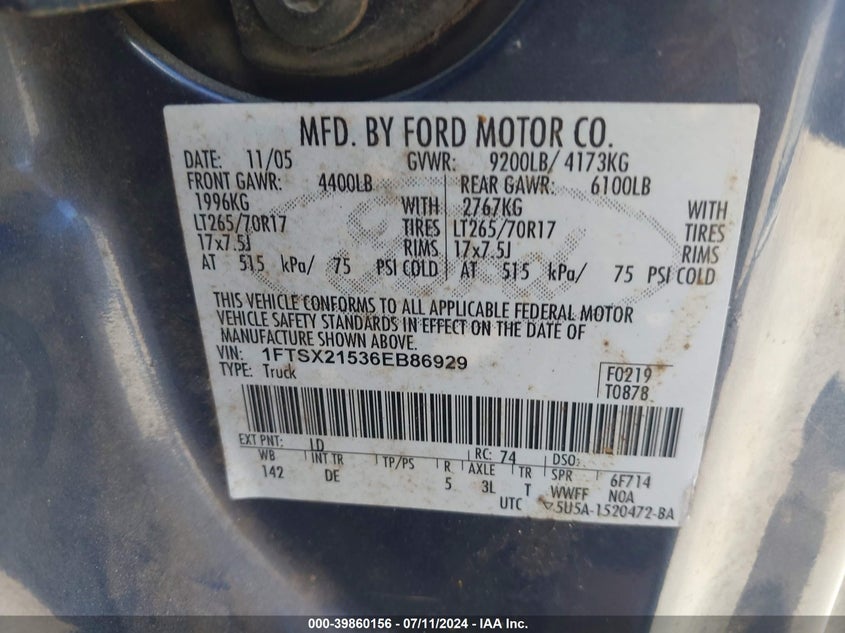 MFD. BY FORD MOTOR CO.
DATE: 11/05 GVWR: 9200LB/ 4173KG
FRONT GAWR: 4400LB REAR GAWR: 6100LB
1996KG WITH 2767KG WITH
LT265/70R17 TIRES LT265/70R17 TIRES
17x7.5J RIMS 17x7.5J RIMS
AT 515 kPa/ 75 PSI COLD AT 515 kPa/ 75 PSI COLD
THIS VEHICLE CONFORMS TO ALL APPLICABLE FEDERAL MOTOR
VEHICLE SAFETY STANDARDS IN EFFECT ON THE DATE OF
MANUFACTURE SHOWN ABOVE.
VIN: 1FTSX21536EB86929
TYPE: Truck
F0219
T0878
EXT PNT: LD RC: 74 DSO:
WB INT TR TP/PS R AXLE TR SPR 6F714
142 DE 5 3L T WWFF N0A
UTC ▽5U5A-1520472-BA
000-39860156 - 07/11/2024 - IAA Inc.